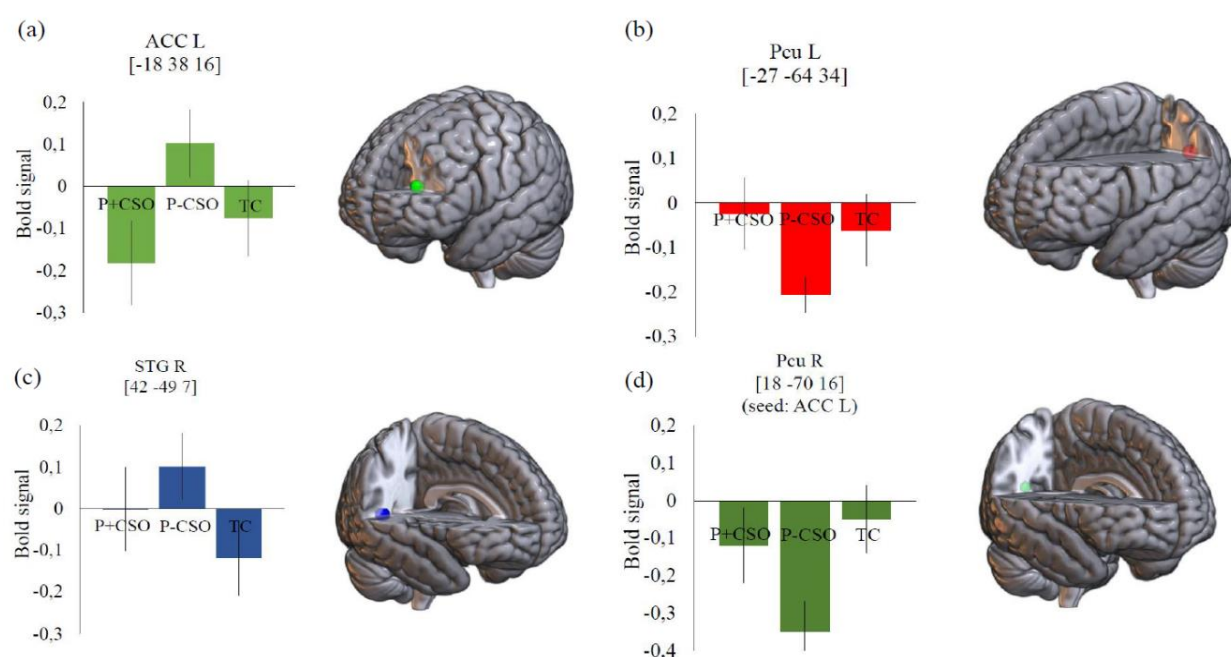 (a)
ACC L
[-18 38 16]
Bold signal
0,2
0,1
0
-0,1
-0,2
-0,3
P+CSO
P-CSO
TC
(b)
Pcu L
[-27 -64 34]
Bold signal
0,2
0,1
0
-0,1
-0,2
-0,3
P+CSO
P-CSO
TC
(c)
STG R
[42 -49 7]
Bold signal
0,2
0,1
0
-0,1
-0,2
-0,3
P+CSO
P-CSO
TC
(d)
Pcu R
[18 -70 16]
(seed: ACC L)
Bold signal
0,2
0,1
0
-0,1
-0,2
-0,3
-0,4
P+CSO
P-CSO
TC